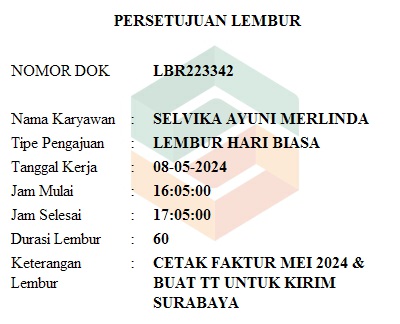 PERSETUJUAN LEMBUR
NOMOR DOK LBR223342
Nama Karyawan : SELVIKA AYUNI MERLINDA
Tipe Pengajuan : LEMBUR HARI BIASA
Tanggal Kerja : 08-05-2024
Jam Mulai : 16:05:00
Jam Selesai : 17:05:00
Durasi Lembur : 60
Keterangan : CETAK FAKTUR MEI 2024 &
Lembur BUAT TT UNTUK KIRIM
SURABAYA